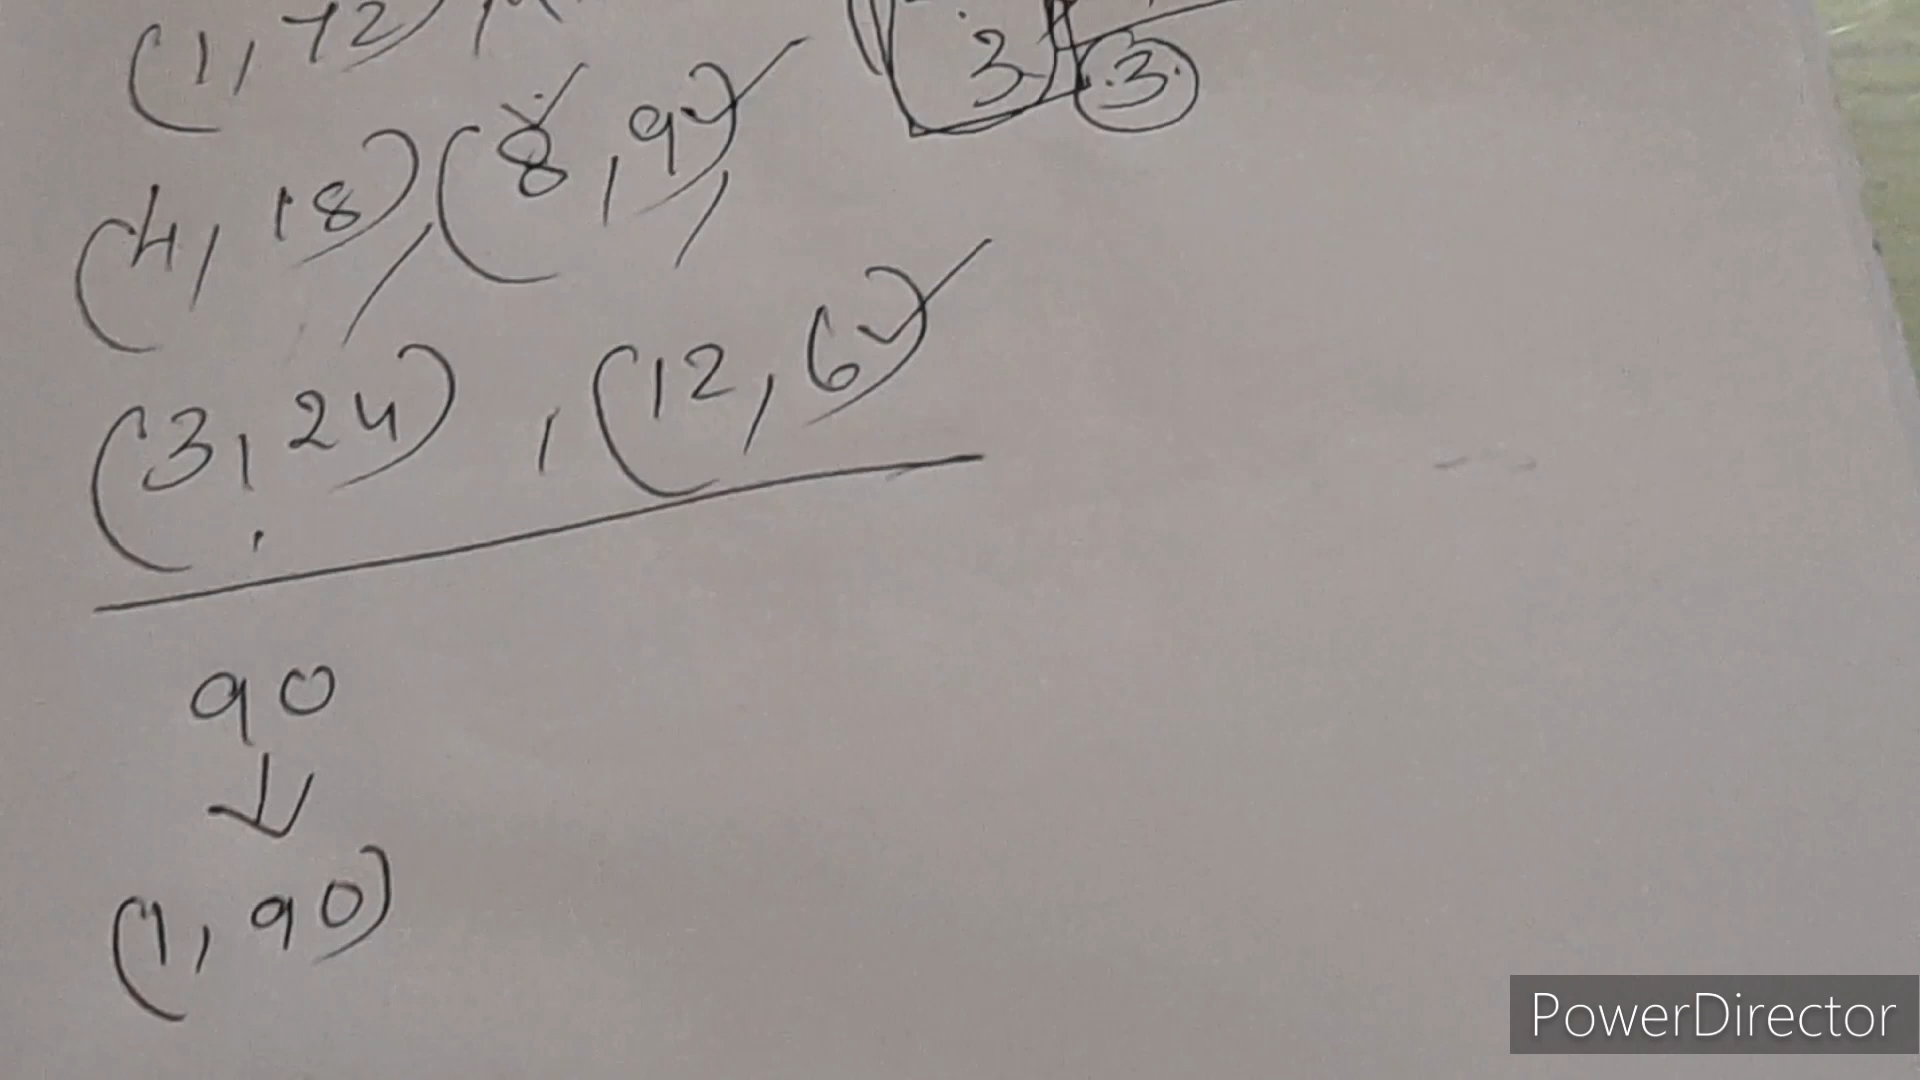 (1, 72)
3 3
(4, 18), (8, 9),
(3, 24), (12, 6)
90
↓
(1, 90)
PowerDirector